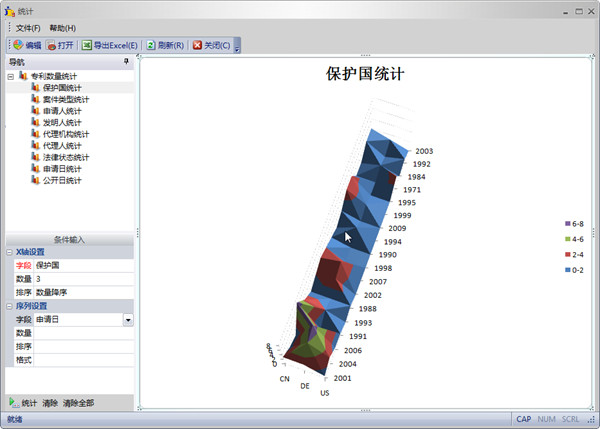 统计
文件(F) 帮助(H)
编辑 打开 导出Excel(E) 刷新(R) 关闭(C)
导航
专利数量统计
保护国统计
案件类型统计
申请人统计
发明人统计
代理机构统计
代理人统计
法律状态统计
申请日统计
公开日统计
条件输入
X轴设置
字段 保护国
数量 3
排序 数量降序
序列设置
字段 申请日
数量
排序
格式
统计 清除 清除全部
保护国统计
2003
1992
1984
1971
1995
1999
2009
1994
1990
1998
2007
2002
1988
1993
1991
2006
2004
2001
CN
DE
US
6-8
4-6
2-4
0-2
就绪
CAP NUM SCRL